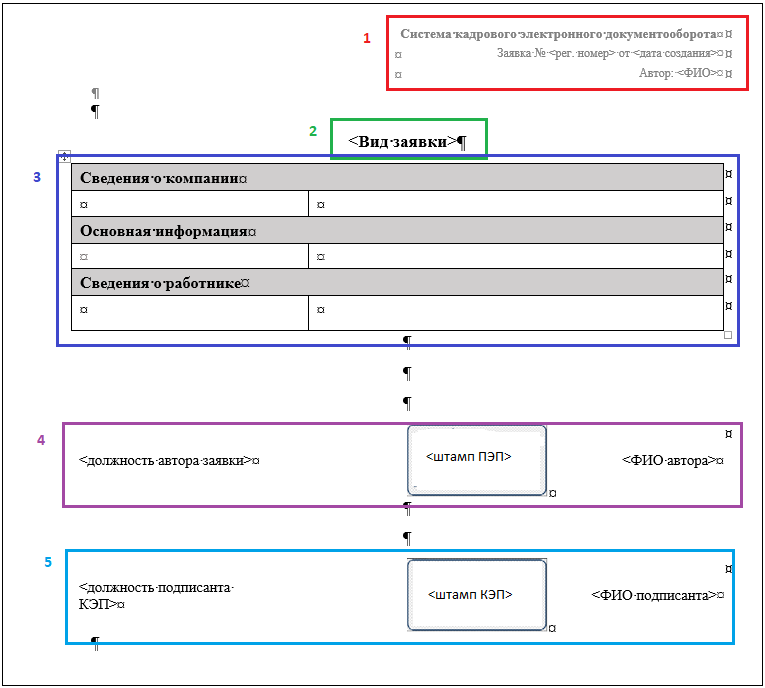 1
Система кадрового электронного документооборота¤¤
¤ Заявка № <рег. номер> от <дата создания>¤¤
¤ Автор: <ФИО>¤¤
¶
¶
2
<Вид заявки>¶
3
Сведения о компании¤ ¤
¤ ¤ ¤
Основная информация¤ ¤
¤ ¤ ¤
Сведения о работнике¤ ¤
¤ ¤ ¤
¶
¶
¶
4
¤
<должность автора заявки>¤ <штамп ПЭП> ¤ <ФИО автора>¤
¶
¶
5
¤
<должность подписанта
КЭП>¤ <штамп КЭП> ¤ <ФИО подписанта>¤
¶